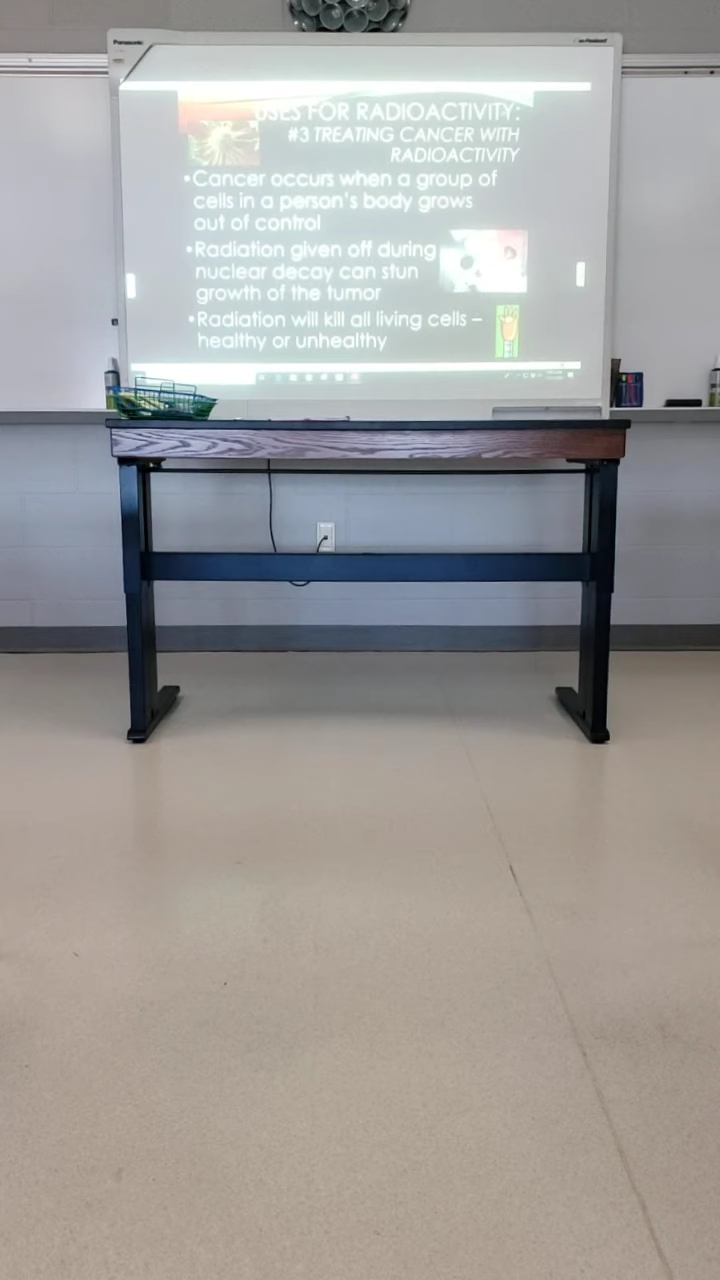 Panasonic
USES FOR RADIOACTIVITY:
#3 TREATING CANCER WITH
RADIOACTIVITY
•Cancer occurs when a group of
cells in a person's body grows
out of control
•Radiation given off during
nuclear decay can stun
growth of the tumor
•Radiation will kill all living cells –
healthy or unhealthy